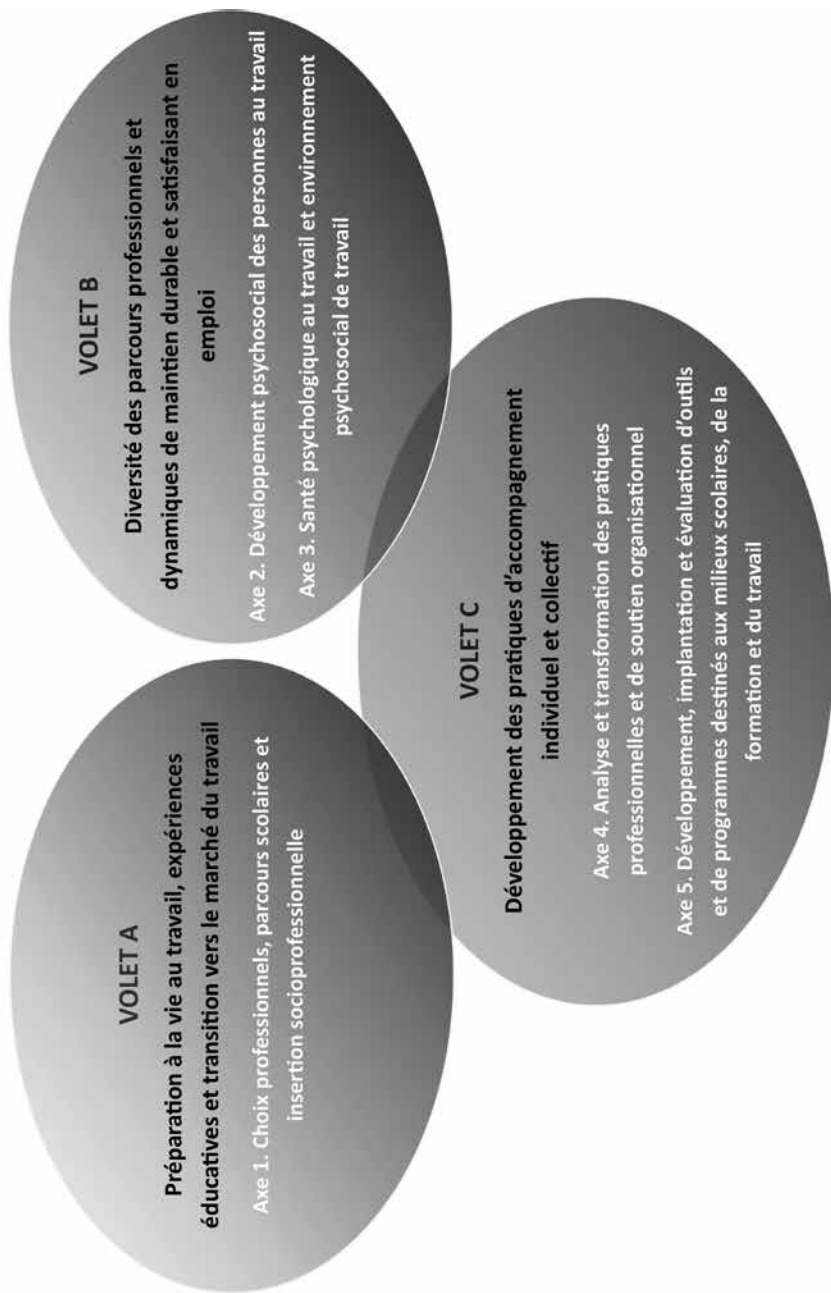 VOLET A
Préparation à la vie au travail, expériences
éducatives et transition vers le marché du travail
Axe 1. Choix professionnels, parcours scolaires et
insertion socioprofessionnelle
VOLET B
Diversité des parcours professionnels et
dynamiques de maintien durable et satisfaisant en
emploi
Axe 2. Développement psychosocial des personnes au travail
Axe 3. Santé psychologique au travail et environnement
psychosocial de travail
VOLET C
Développement des pratiques d’accompagnement
individuel et collectif
Axe 4. Analyse et transformation des pratiques
professionnelles et de soutien organisationnel
Axe 5. Développement, implantation et évaluation d’outils
et de programmes destinés aux milieux scolaires, de la
formation et du travail